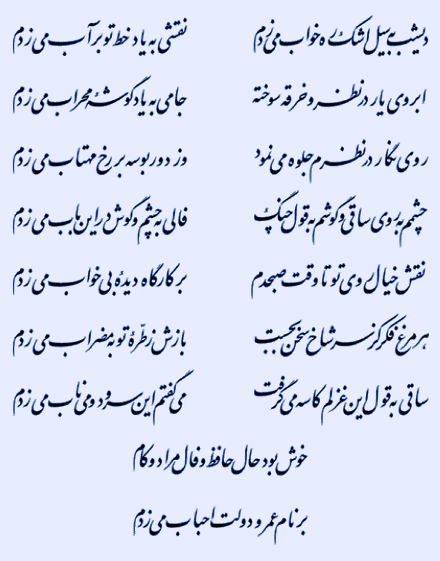 دیشب به سیل اشک ره خواب می‌زدم نقشی به یاد خط تو بر آب می‌زدم
ابروی یار در نظر و خرقه سوخته جامی به یاد گوشهٔ محراب می‌زدم
روی نگار در نظرم جلوه می‌نمود وز دور بوسه بر رخ مهتاب می‌زدم
چشمم به روی ساقی و گوشم به قول چنگ فالی به چشم و گوش در این باب می‌زدم
نقش خیال روی تو تا وقت صبحدم بر کارگاه دیدهٔ بی‌خواب می‌زدم
هر مرغ فکر کز سر شاخ سخن بجست بازش ز طرّهٔ تو به مضراب می‌زدم
ساقی به قول این غزلم کاسه می‌گرفت می‌گفتم این سرود و می ناب می‌زدم
خوش بود حال حافظ و فال مراد و کام
بر نام عمر و دولت احباب می‌زدم